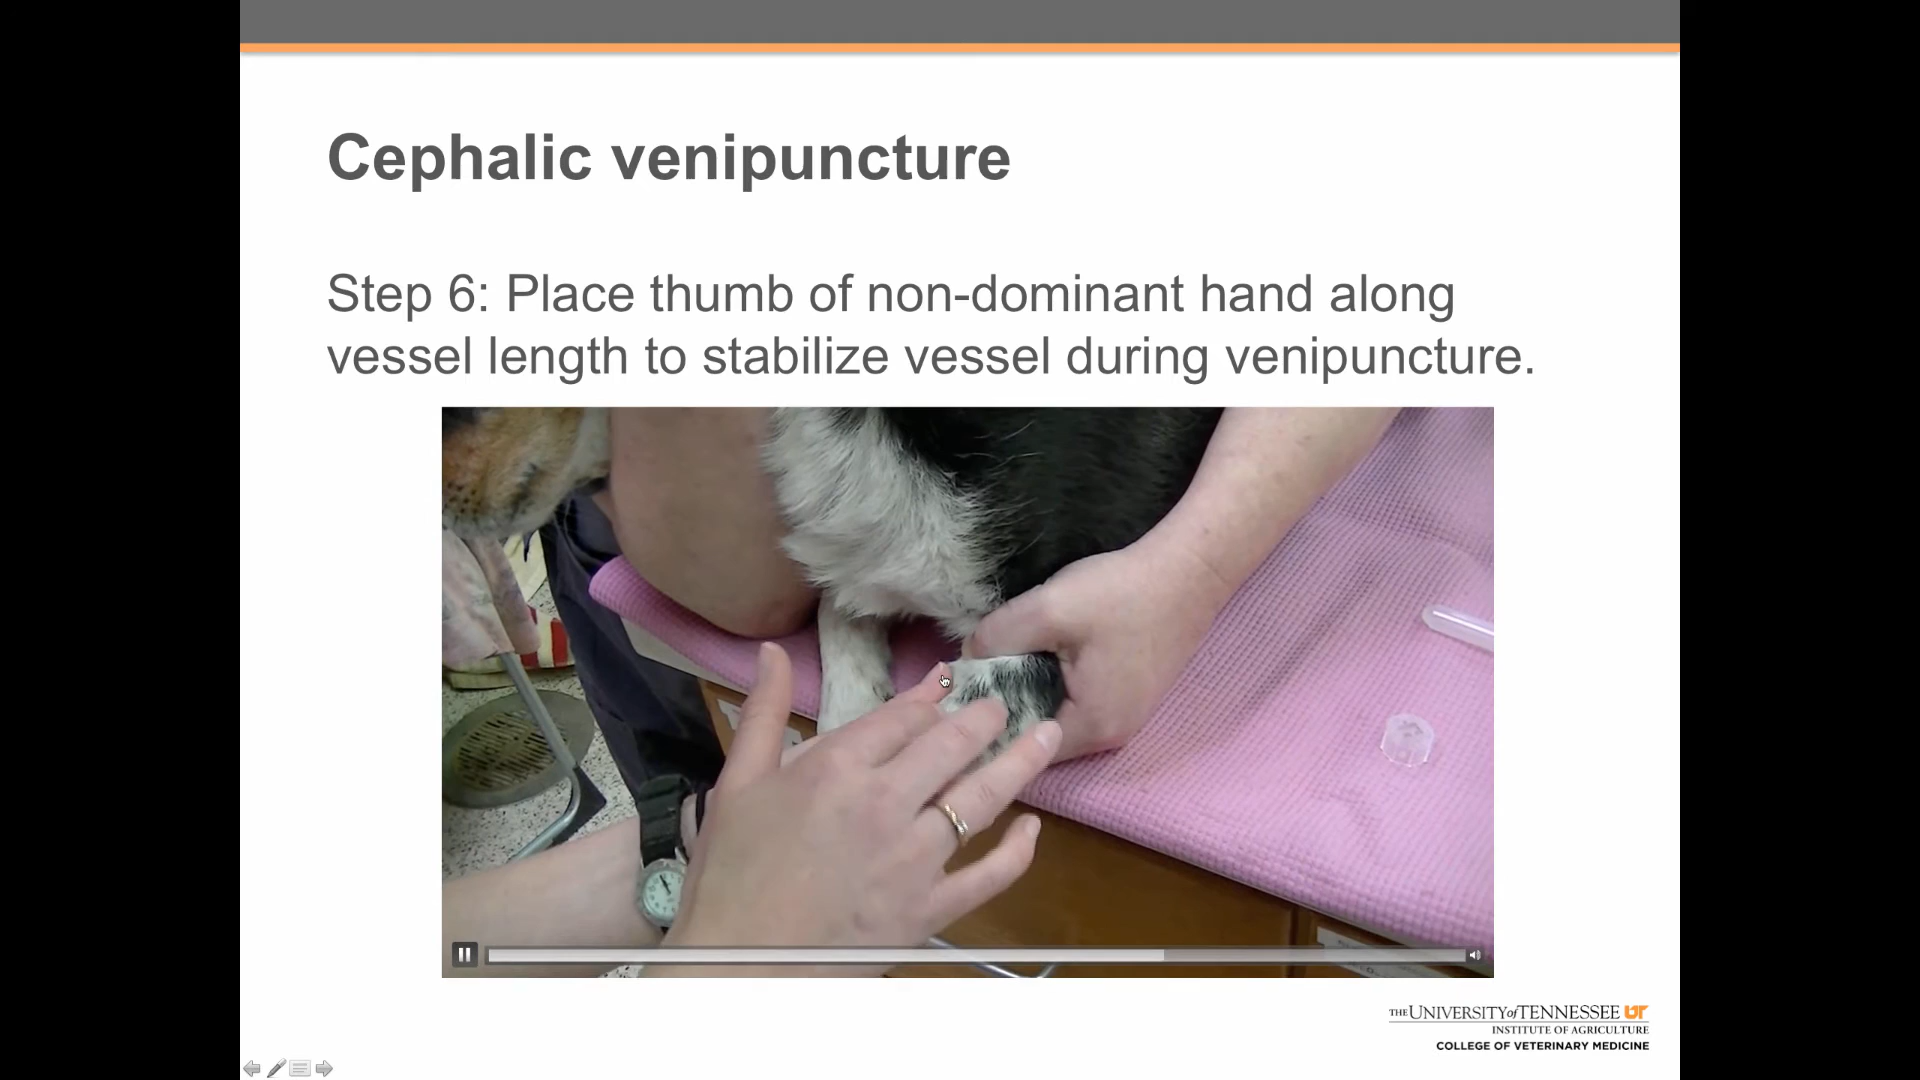 Cephalic venipuncture
Step 6: Place thumb of non-dominant hand along
vessel length to stabilize vessel during venipuncture.
THE UNIVERSITY of TENNESSEE UT
INSTITUTE OF AGRICULTURE
COLLEGE OF VETERINARY MEDICINE